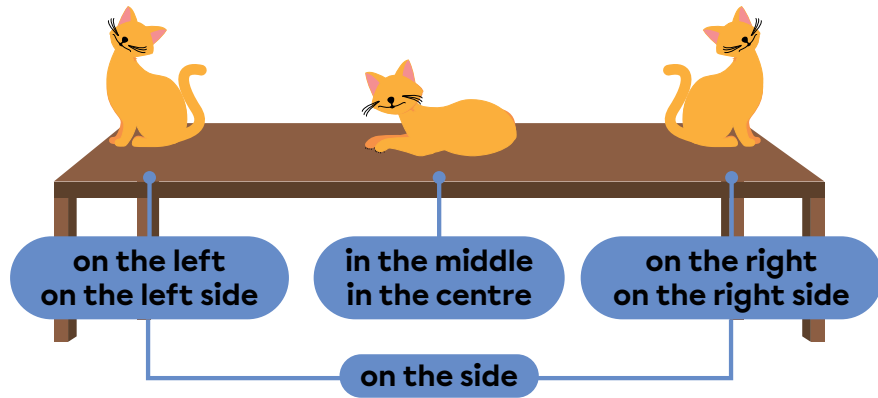 on the left
on the left side
in the middle
in the centre
on the right
on the right side
on the side